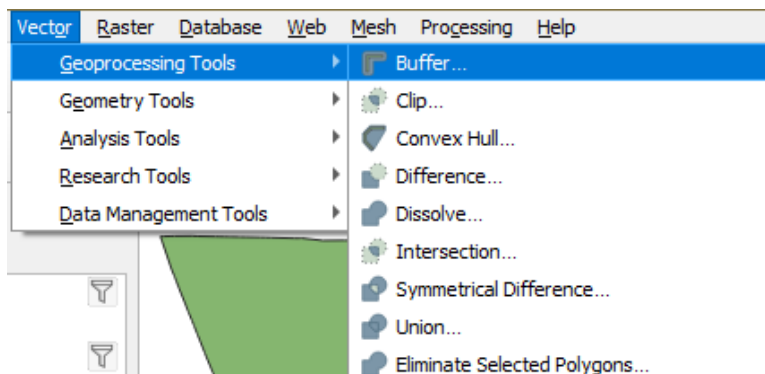 Vector Raster Database Web Mesh Processing Help
Geoprocessing Tools
Geometry Tools
Analysis Tools
Research Tools
Data Management Tools
Buffer...
Clip...
Convex Hull...
Difference...
Dissolve...
Intersection...
Symmetrical Difference...
Union...
Eliminate Selected Polygons...